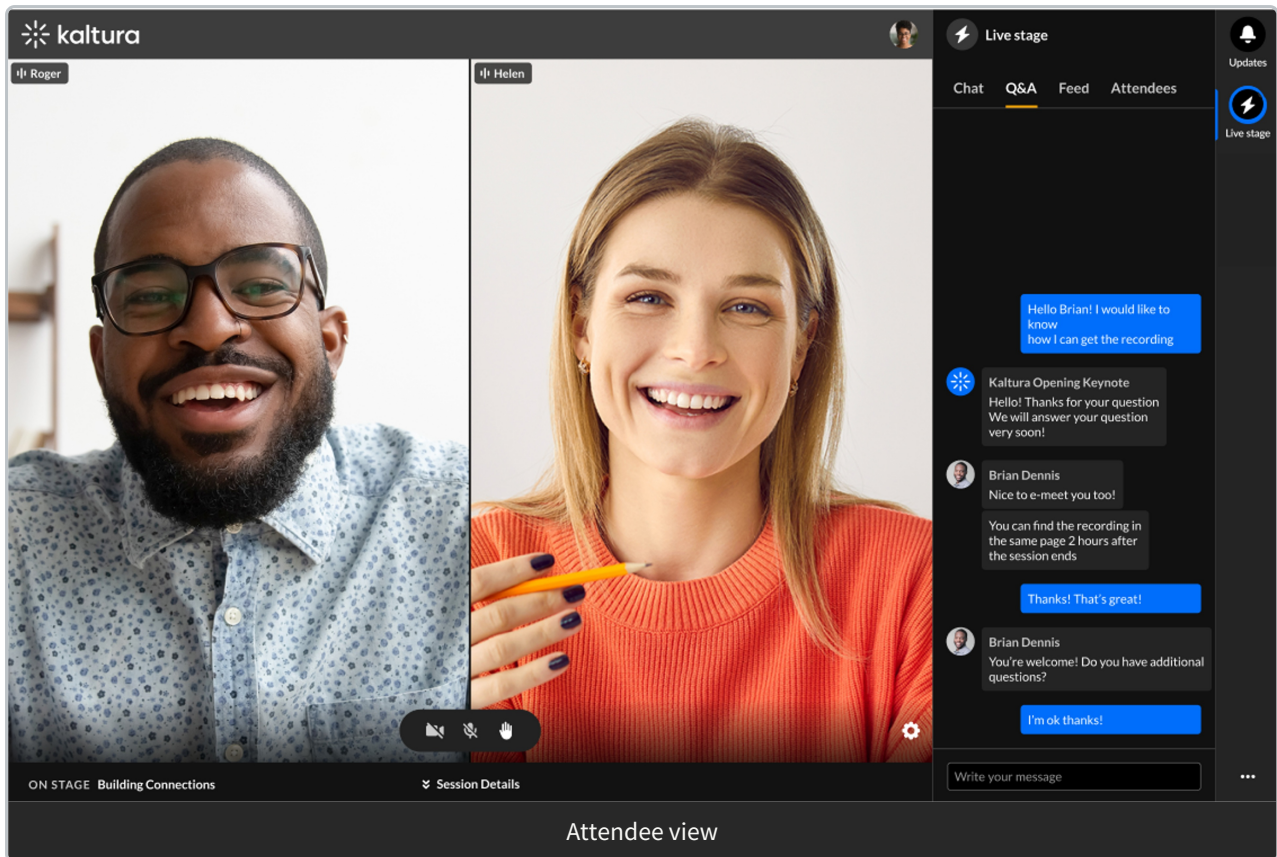 kaltura
Roger
Helen
ON STAGE Building Connections
Session Details
Live stage
Chat Q&A Feed Attendees
Hello Brian! I would like to
know
how I can get the recording
Kaltura Opening Keynote
Hello! Thanks for your question
We will answer your question
very soon!
Brian Dennis
Nice to e-meet you too!
You can find the recording in
the same page 2 hours after
the session ends
Thanks! That's great!
Brian Dennis
You're welcome! Do you have additional
questions?
I'm ok thanks!
Write your message
Updates
Live stage
Attendee view